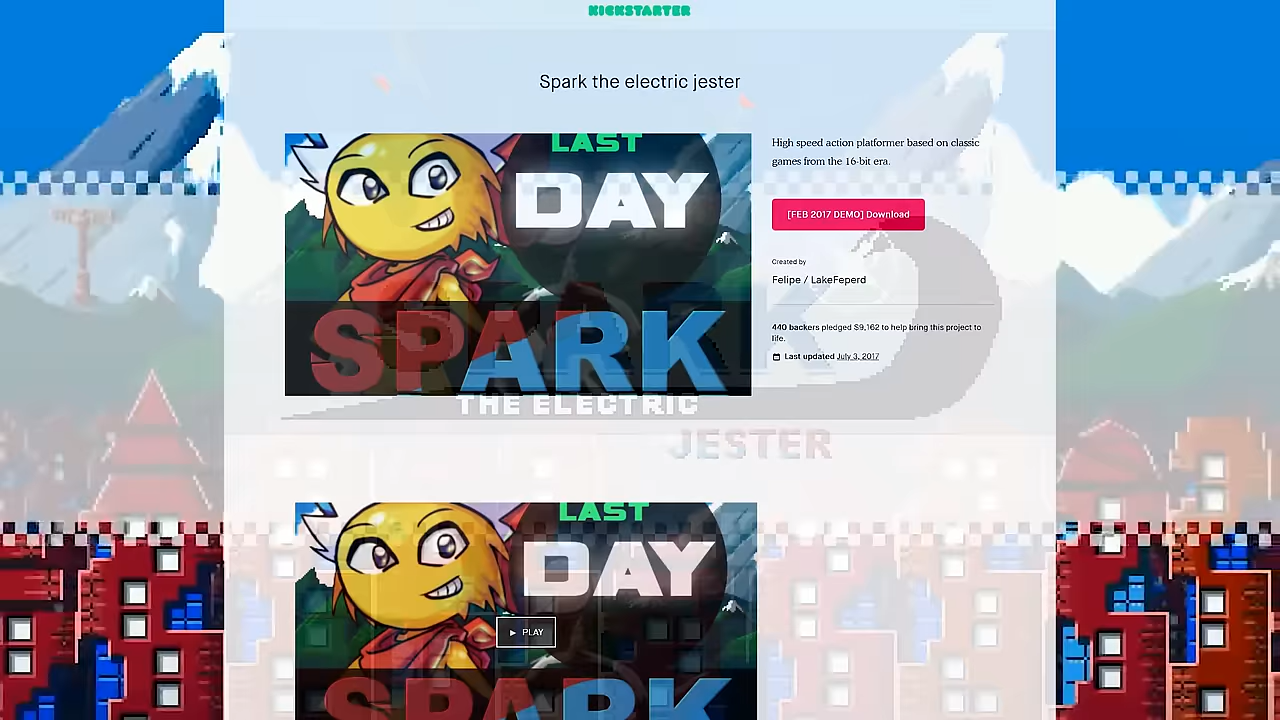 KICKSTARTER
Spark the electric jester
LAST
DAY
SPARK
THE ELECTRIC
JESTER
High speed action platformer based on classic
games from the 16-bit era.
[FEB 2017 DEMO] Download
Created by
Felipe / LakeFeperd
440 backers pledged $9,162 to help bring this project to
life.
Last updated July 3, 2017
LAST
DAY
PLAY
SPARK